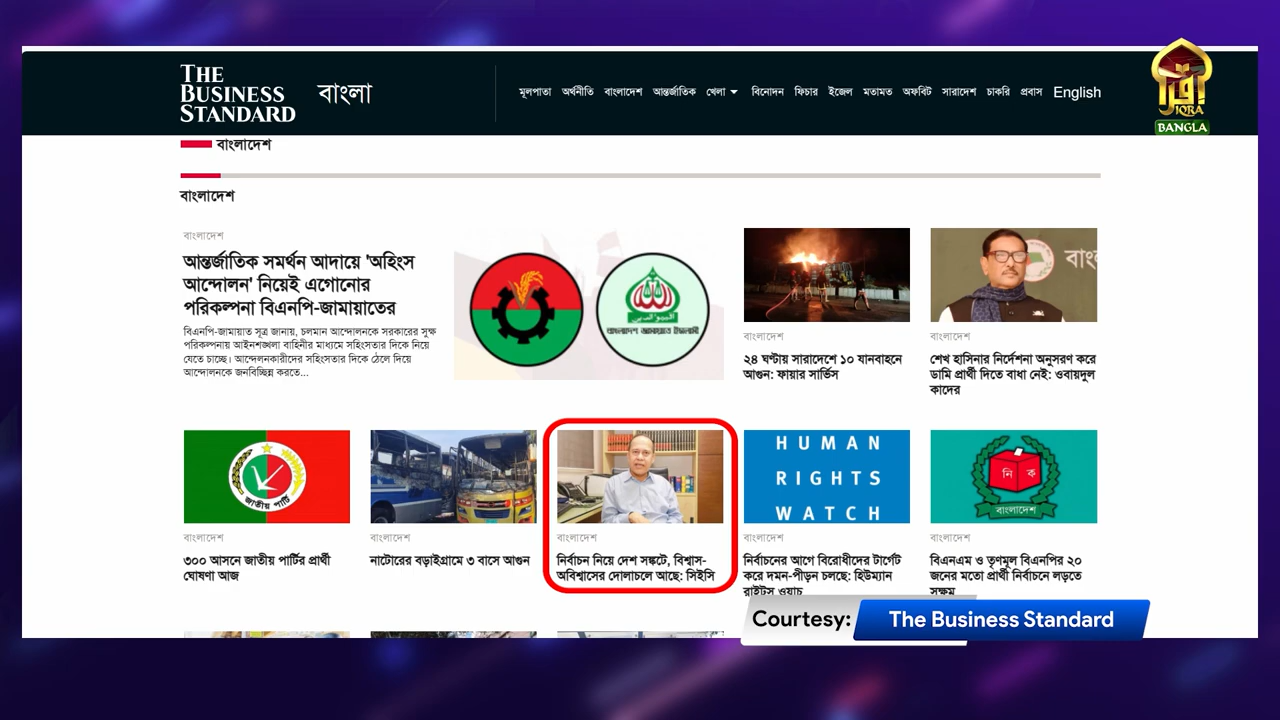 THE
BUSINESS
STANDARD
বাংলা
মূলপাতা অর্থনীতি বাংলাদেশ আন্তর্জাতিক খেলা বিনোদন ফিচার ইজেল মতামত অফবিট সারাদেশ চাকরি প্রবাস English
IQRA
BANGLA
বাংলাদেশ
বাংলাদেশ
বাংলাদেশ
আন্তর্জাতিক সমর্থন আদায়ে 'অহিংস
আন্দোলন' নিয়েই এগোনোর
পরিকল্পনা বিএনপি-জামায়াতের
বিএনপি-জামায়াত সূত্র জানায়, চলমান আন্দোলনকে সরকারের সুক্ষ
পরিকল্পনায় আইনশৃঙ্খলা বাহিনীর মাধ্যমে সহিংসতার দিকে নিয়ে
যেতে চাচ্ছে। আন্দোলনকারীদের সহিংসতার দিকে ঠেলে দিয়ে
আন্দোলনকে জনবিচ্ছিন্ন করতে...
বাংলাদেশ জামায়াতে ইসলামী
বাংলাদেশ
২৪ ঘণ্টায় সারাদেশে ১০ যানবাহনে
আগুন: ফায়ার সার্ভিস
বাং
বাংলাদেশ
শেখ হাসিনার নির্দেশনা অনুসরণ করে
ডামি প্রার্থী দিতে বাধা নেই: ওবায়দুল
কাদের
জাতীয় পার্টি
বাংলাদেশ
৩০০ আসনে জাতীয় পার্টির প্রার্থী
ঘোষণা আজ
বাংলাদেশ
নাটোরের বড়াইগ্রামে ৩ বাসে আগুন
বাংলাদেশ
নির্বাচন নিয়ে দেশ সঙ্কটে, বিশ্বাস-
অবিশ্বাসের দোলাচলে আছে: সিইসি
HUMAN
RIGHTS
WATCH
বাংলাদেশ
নির্বাচনের আগে বিরোধীদের টার্গেট
করে দমন-পীড়ন চলছে: হিউম্যান
রাইটস ওয়াচ
নি ক
বাংলাদেশ
বাংলাদেশ
বিএনএম ও তৃণমূল বিএনপির ২০
জনের মতো প্রার্থী নির্বাচনে লড়তে
সক্ষম
Courtesy: The Business Standard